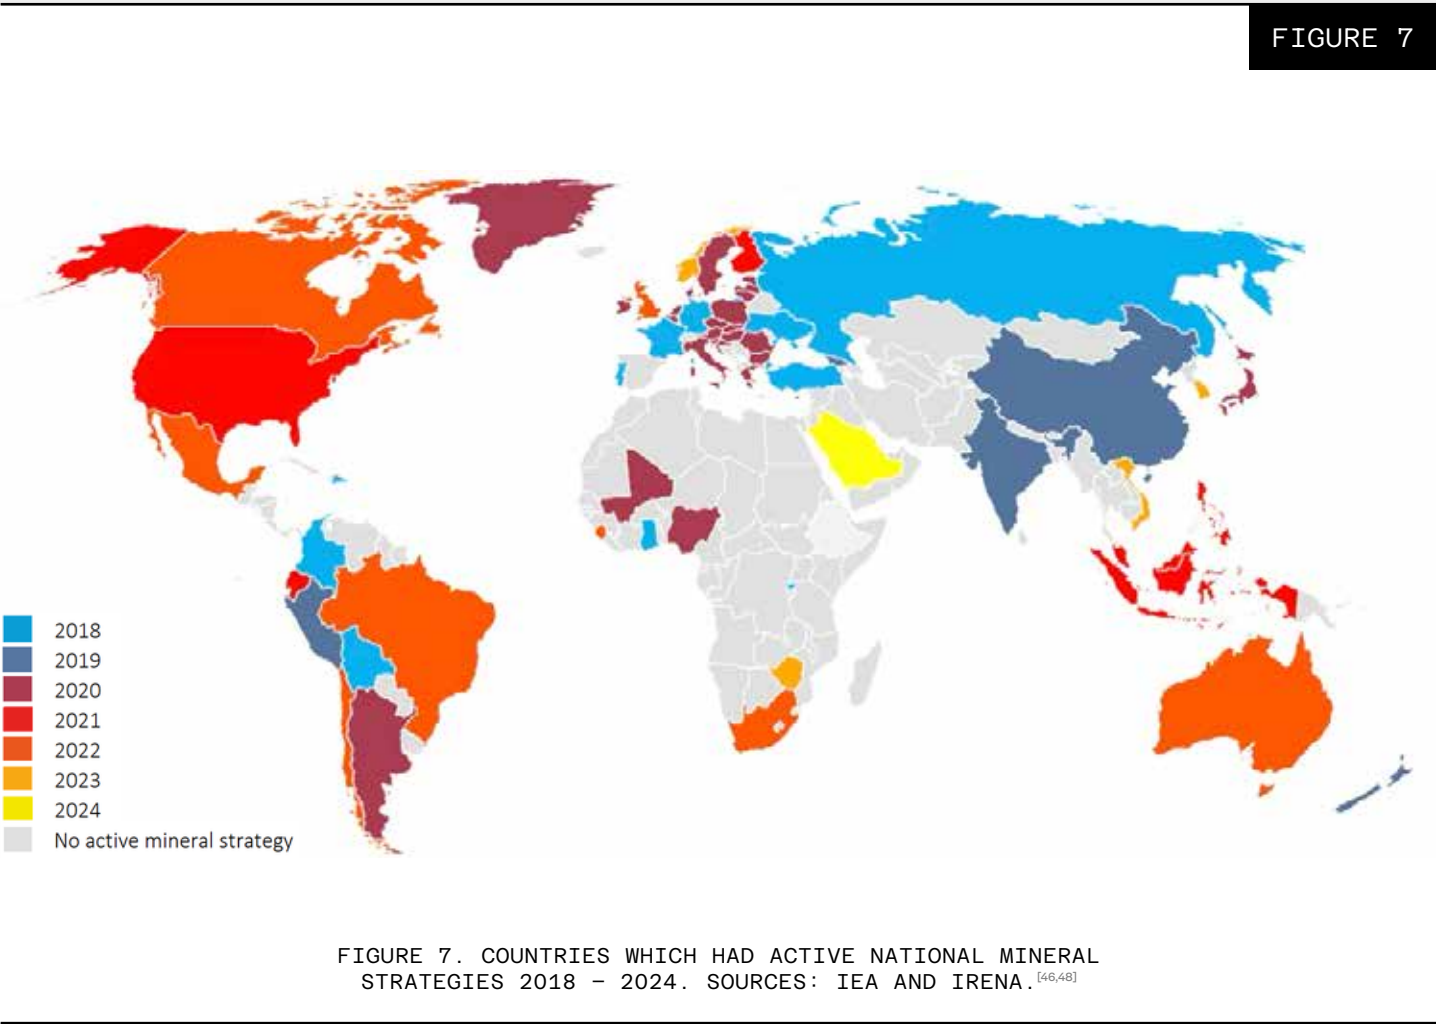 FIGURE 7
2018
2019
2020
2021
2022
2023
2024
No active mineral strategy
FIGURE 7. COUNTRIES WHICH HAD ACTIVE NATIONAL MINERAL
STRATEGIES 2018 – 2024. SOURCES: IEA AND IRENA.[46,48]